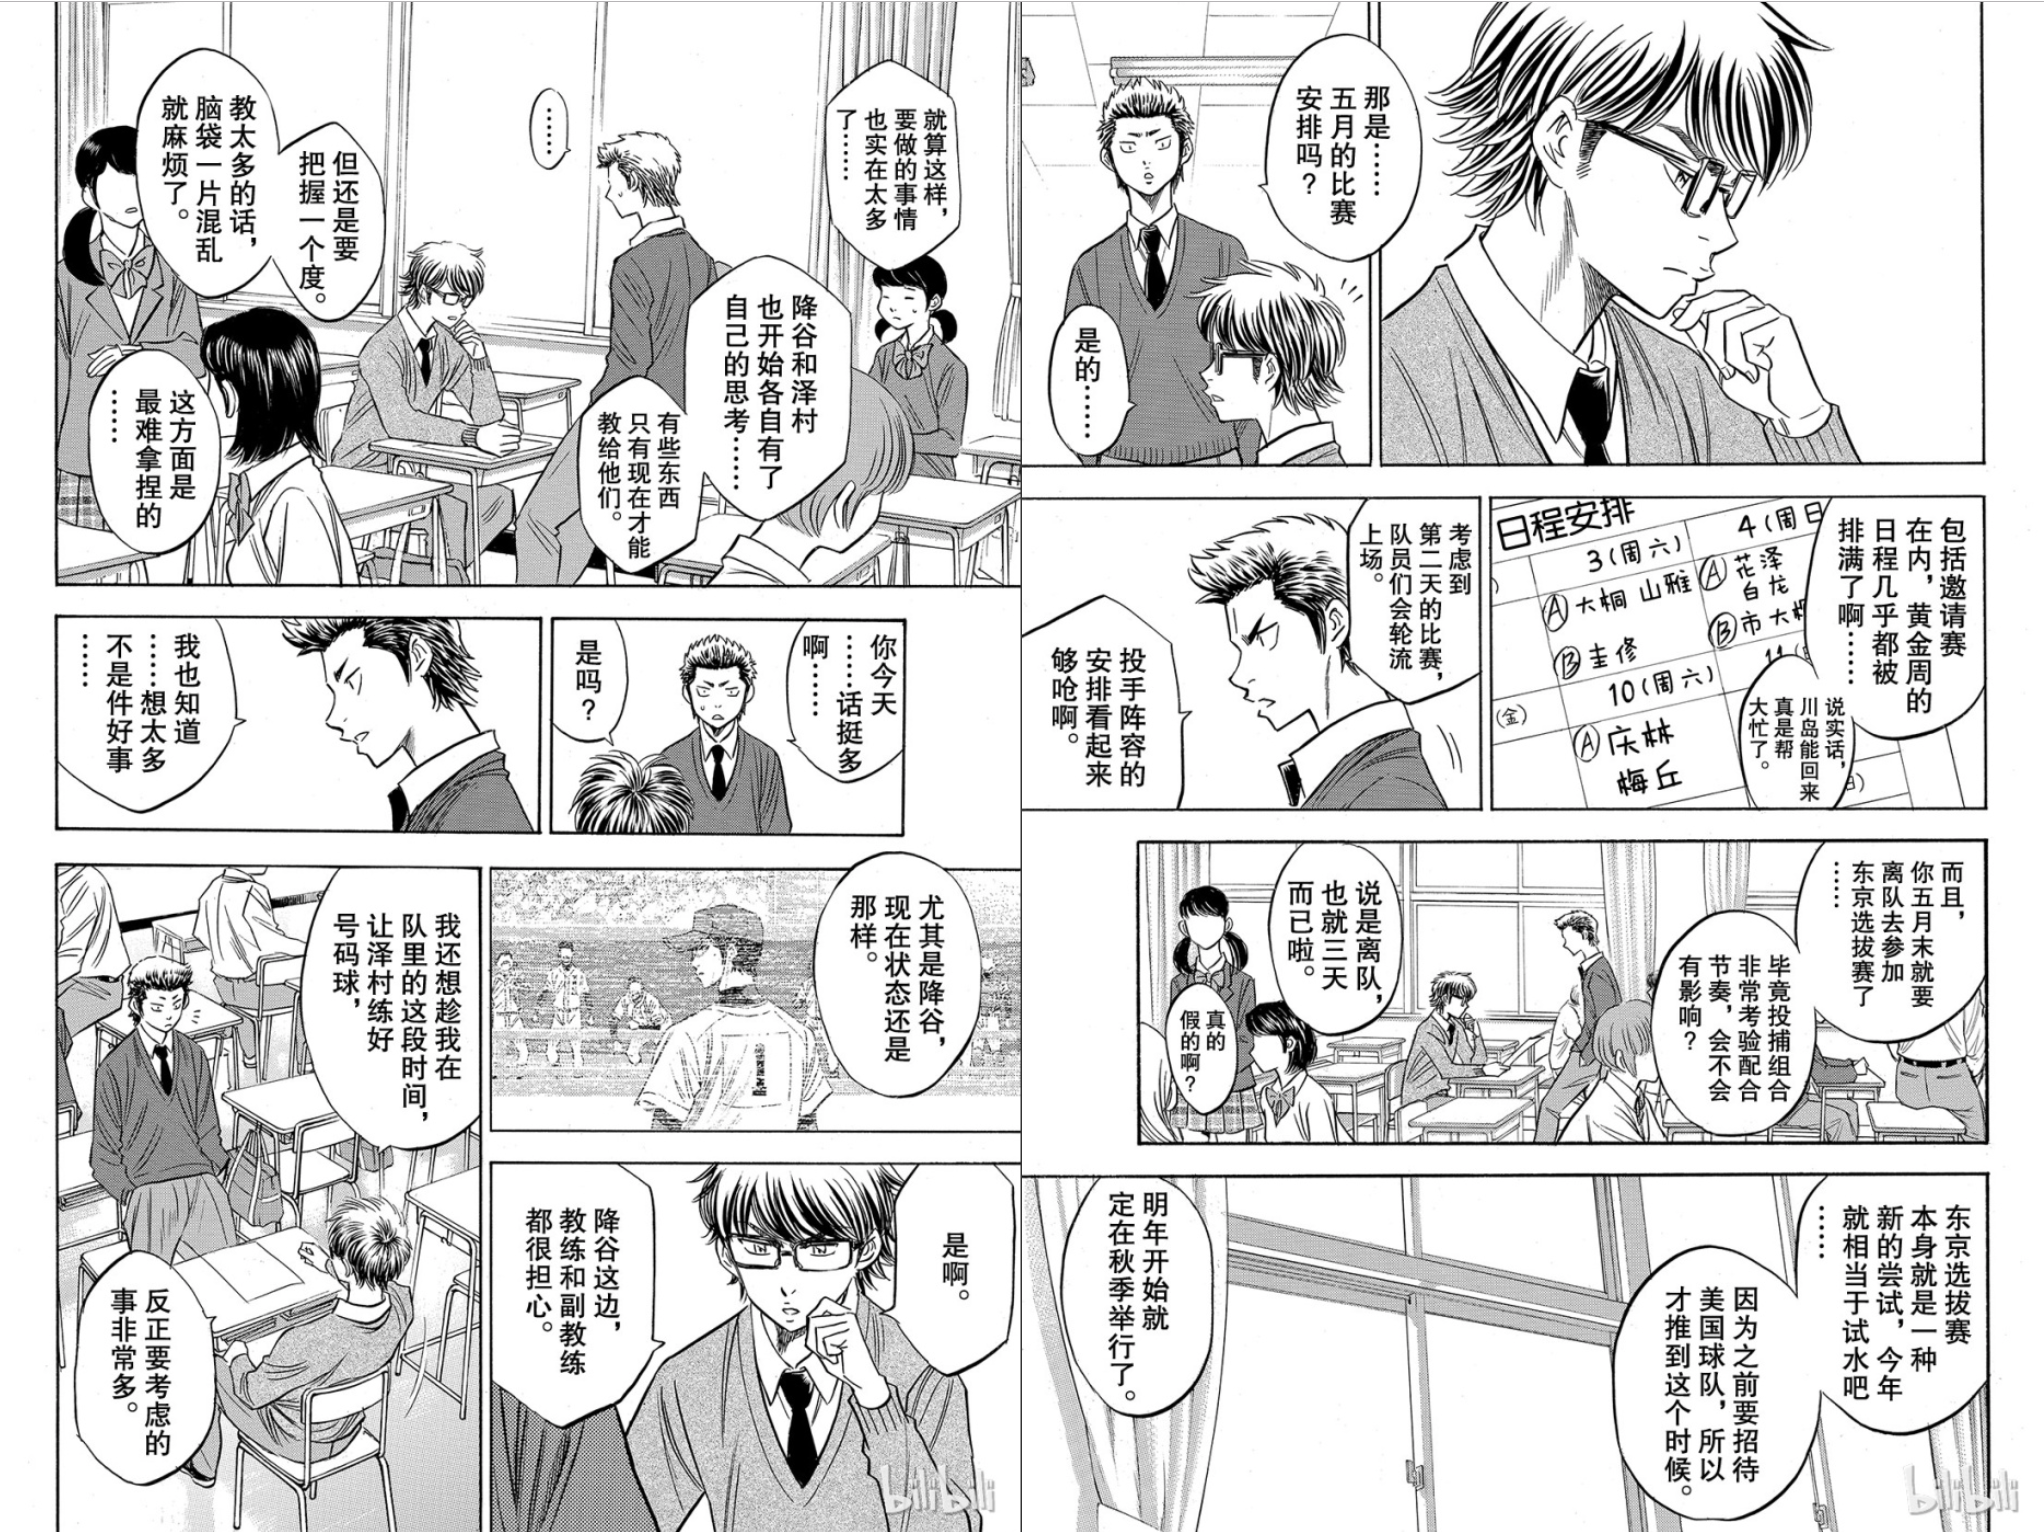 那是……
五月的比赛
安排吗？
是的……
包括邀请赛
在内，黄金周的
日程几乎都被
排满了啊……
说实话，
川岛能回来
真是帮
大忙了。
日程安排
3(周六)
4(周日
Ⓐ大桐 山雅
Ⓑ圭修
Ⓐ花泽
白龙
Ⓑ市大
10(周六)
11(
(金)
Ⓐ庆林
梅丘
考虑到
第二天的比赛，
队员们会轮流
上场。
投手阵容的
安排看起来
够呛啊。
而且，
你五月末就要
离队去参加
东京选拔赛了
……
毕竟投捕组合
非常考验配合
节奏，会不会
有影响？
说是离队，
也就三天
而已啦。
真的
假的啊？
东京选拔赛
本身就是一种
新的尝试，今年
就相当于试水吧
……
因为之前要招待
美国球队，所以
才推到这个时候。
明年开始就
定在秋季举行了。
bilibili
就算这样，
要做的事情
也实在太多
了……
……
降谷和泽村
也开始各自有了
自己的思考……
有些东西
只有现在才能
教给他们。
但还是要
把握一个度。
教太多的话，
脑袋一片混乱
就麻烦了。
这方面是
最难拿捏的
……
你今天
……话挺多
啊……
是吗？
我也知道
……想太多
不是件好事
……
尤其是降谷，
现在状态还是
那样。
是啊。
降谷这边，
教练和副教练
都很担心。
我还想趁我在
队里的这段时间，
让泽村练好
号码球，
反正要考虑的
事非常多。
bilibili